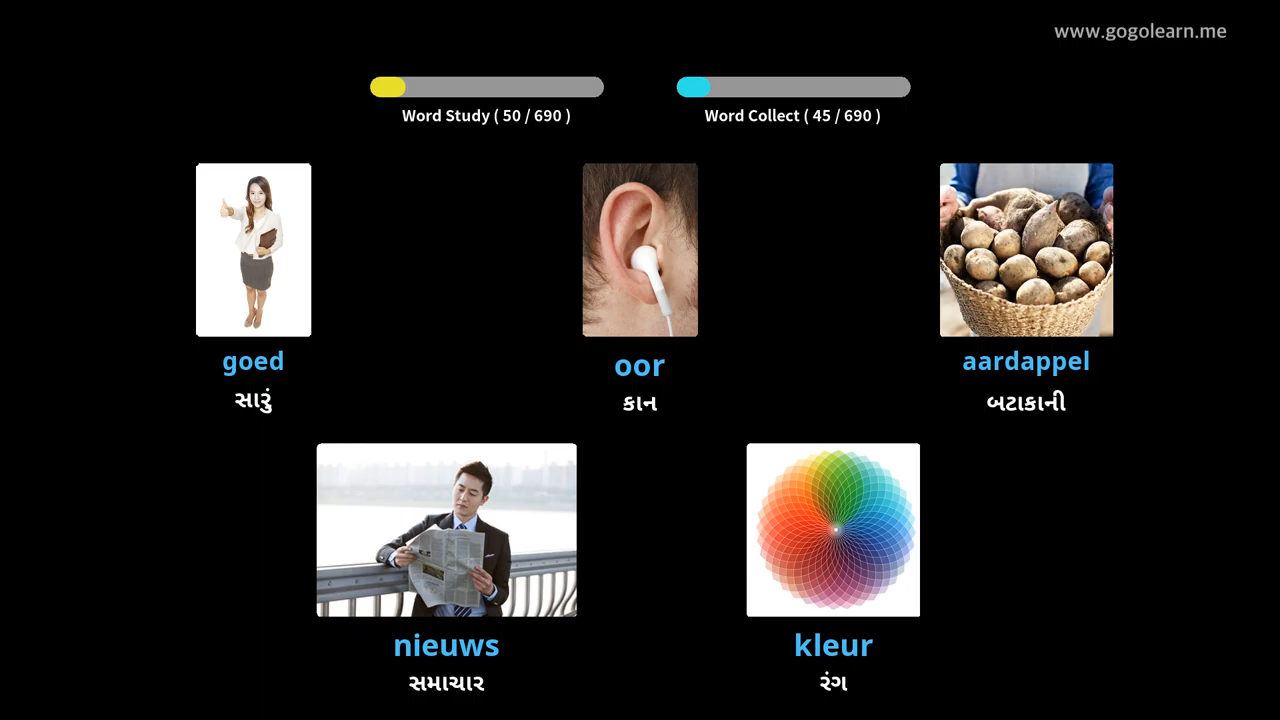 www.gogolearn.me
Word Study ( 50 / 690 )
Word Collect ( 45 / 690 )
goed
સારું
oor
કાન
aardappel
બટાકાની
nieuws
સમાચાર
kleur
રંગ